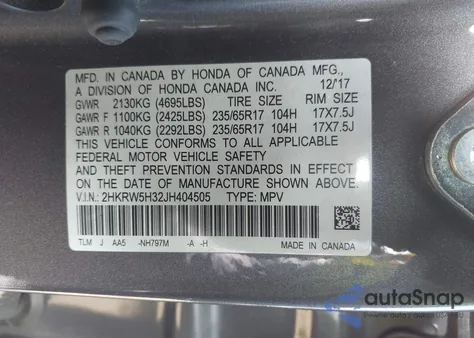 MFD. IN CANADA BY HONDA OF CANADA MFG.,
A DIVISION OF HONDA CANADA INC. 12/'17
GVWR 2130KG (4695LBS) TIRE SIZE RIM SIZE
GAWR F 1100KG (2425LBS) 235/65R17 104H 17X7.5J
GAWR R 1040KG (2292LBS) 235/65R17 104H 17X7.5J
THIS VEHICLE CONFORMS TO ALL APPLICABLE
FEDERAL MOTOR VEHICLE SAFETY
AND THEFT PREVENTION STANDARDS IN EFFECT ON
THE DATE OF MANUFACTURE SHOWN ABOVE.
V.I.N.: 2HKRW5H32JH404505 TYPE: MPV
TLM J AA5 -NH797M -A -H
MADE IN CANADA
autoSnap